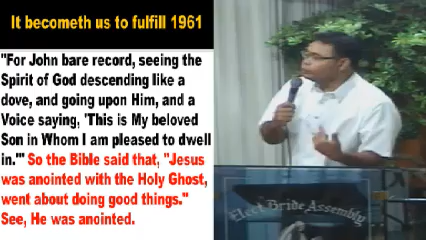 It becometh us to fulfill 1961
"For John bare record, seeing the
Spirit of God descending like a
dove, and going upon Him, and a
Voice saying, 'This is My beloved
Son in Whom I am pleased to dwell
in.'" So the Bible said that, "Jesus
was anointed with the Holy Ghost,
went about doing good things."
See, He was anointed.
Elect Bride Assembly